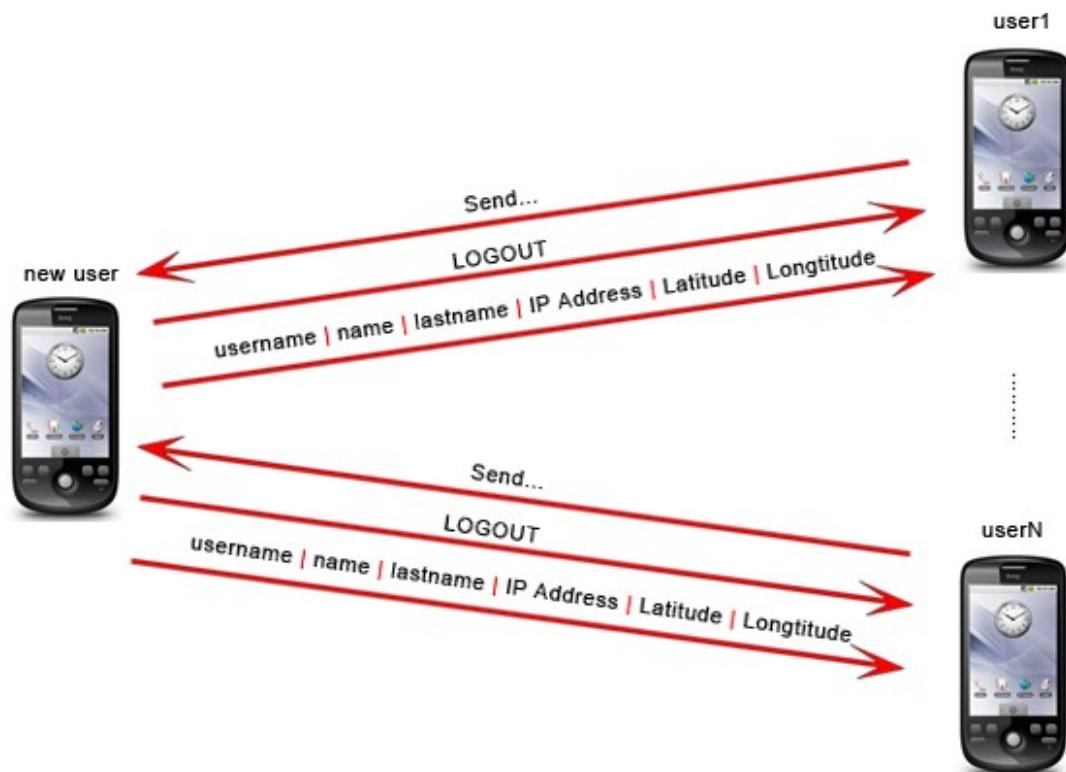 user1
Send...
LOGOUT
new user
username | name | lastname | IP Address | Latitude | Longtitude
Send...
LOGOUT
userN
username | name | lastname | IP Address | Latitude | Longtitude